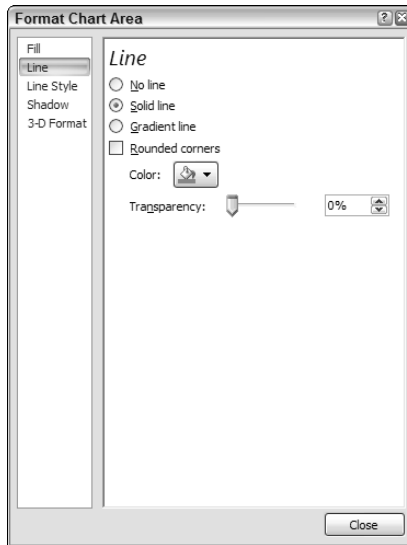 Format Chart Area
Fill
Line
Line Style
Shadow
3-D Format
Line
No line
Solid line
Gradient line
Rounded corners
Color:
Transparency: 0%
Close